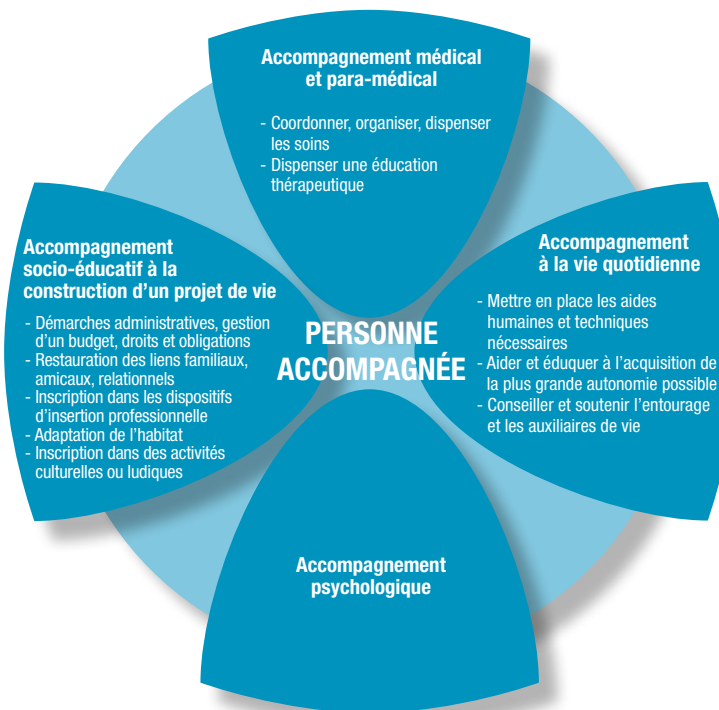 Accompagnement médical
et para-médical
- Coordonner, organiser, dispenser
les soins
- Dispenser une éducation
thérapeutique
Accompagnement
socio-éducatif à la
construction d’un projet de vie
- Démarches administratives, gestion
d’un budget, droits et obligations
- Restauration des liens familiaux,
amicaux, relationnels
- Inscription dans les dispositifs
d’insertion professionnelle
- Adaptation de l’habitat
- Inscription dans des activités
culturelles ou ludiques
PERSONNE
ACCOMPAGNÉE
Accompagnement
à la vie quotidienne
- Mettre en place les aides
humaines et techniques
nécessaires
- Aider et éduquer à l’acquisition de
la plus grande autonomie possible
- Conseiller et soutenir l’entourage
et les auxiliaires de vie
Accompagnement
psychologique